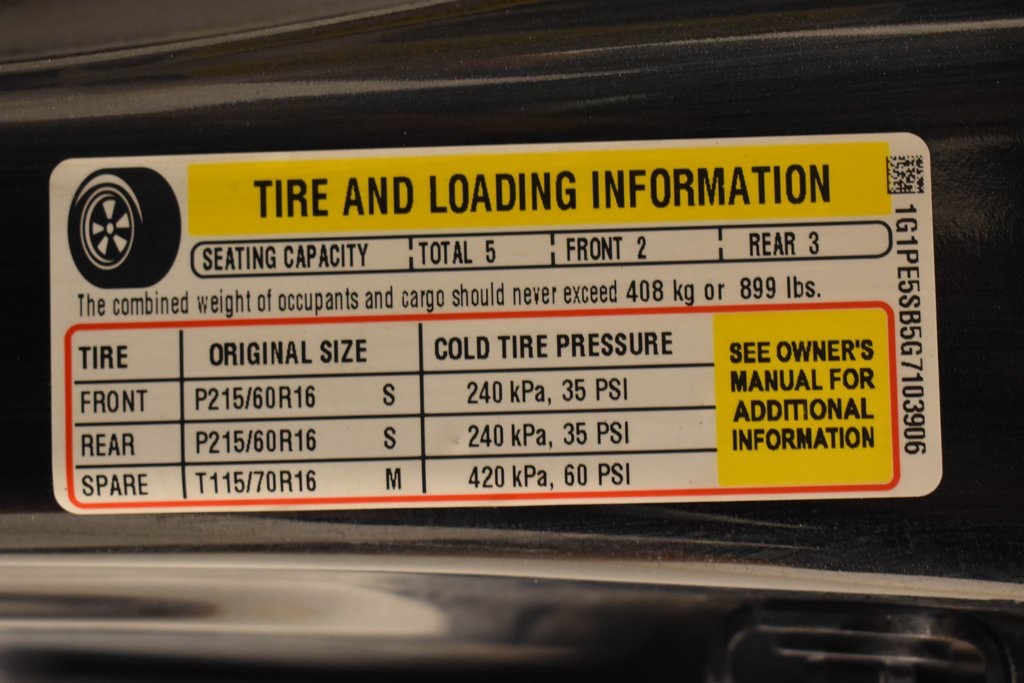 TIRE AND LOADING INFORMATION
SEATING CAPACITY TOTAL 5 FRONT 2 REAR 3
The combined weight of occupants and cargo should never exceed 408 kg or 899 lbs.
TIRE ORIGINAL SIZE COLD TIRE PRESSURE
FRONT P215/60R16 S 240 kPa, 35 PSI
REAR P215/60R16 S 240 kPa, 35 PSI
SPARE T115/70R16 M 420 kPa, 60 PSI
SEE OWNER'S
MANUAL FOR
ADDITIONAL
INFORMATION
1G1PE5SB5G7103906